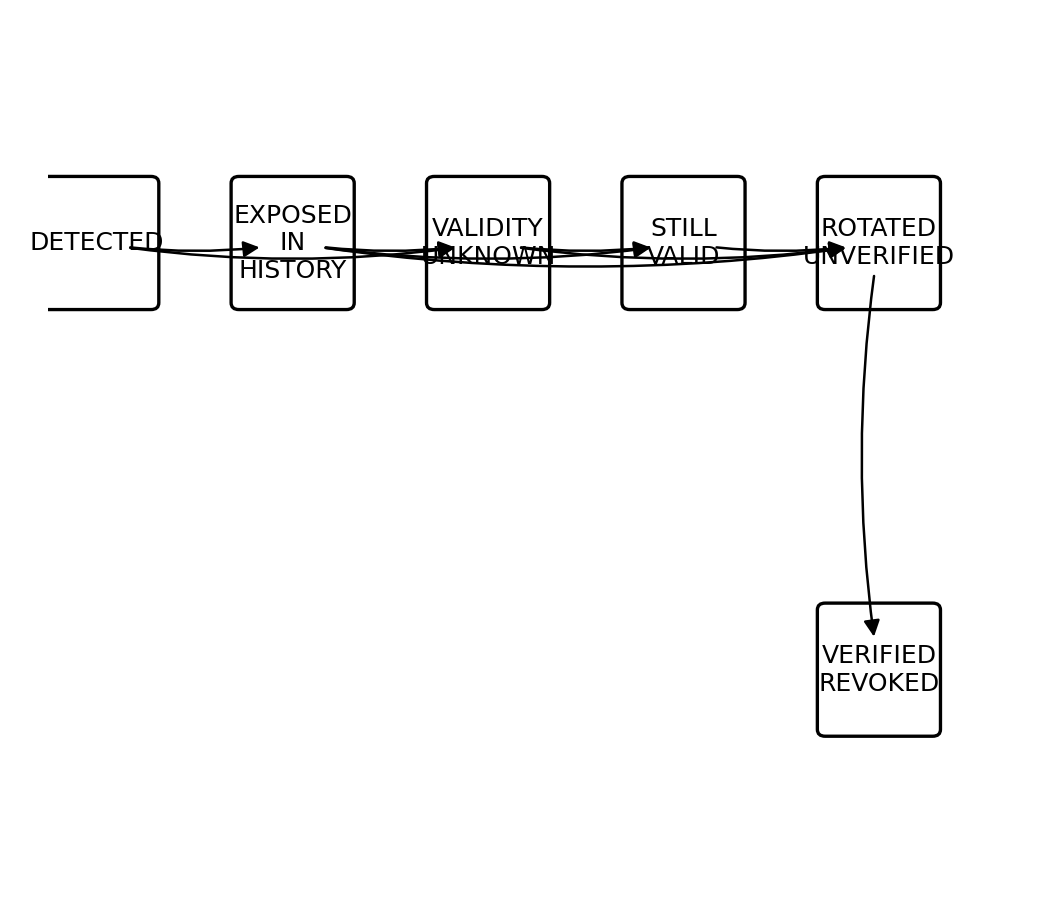 DETECTED
EXPOSED
IN
HISTORY
VALIDITY
UNKNOWN
STILL
VALID
ROTATED
UNVERIFIED
VERIFIED
REVOKED